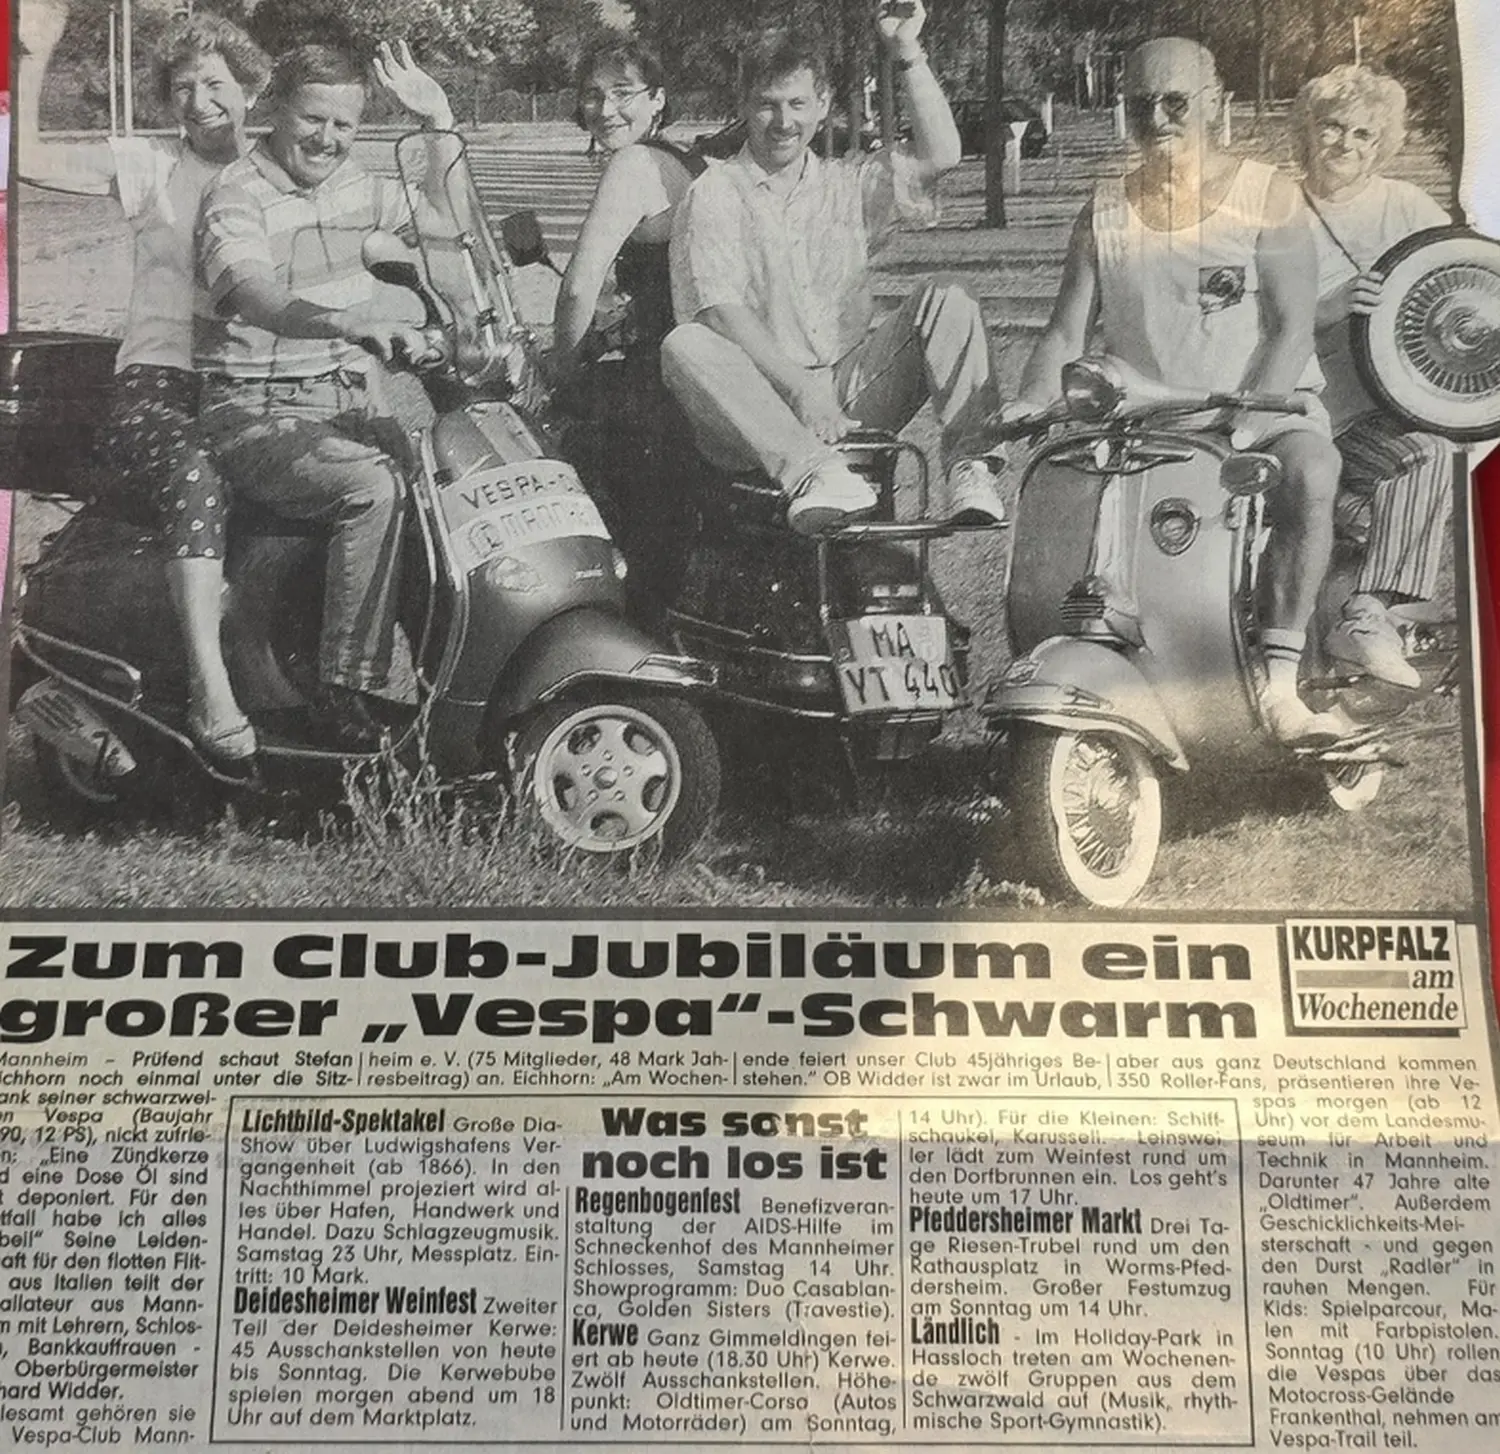 VESPA-C
MANNHE
MA
YT 440
Zum Club-Jubiläum ein
großer „Vespa“-Schwarm
KURPFALZ
am
Wochenende
Mannheim – Prüfend schaut Stefan
ichhorn noch einmal unter die Sitz-
ank seiner schwarzwei-
n Vespa (Baujahr
90, 12 PS), nickt zufrie-
n: „Eine Zündkerze
d eine Dose Öl sind
t deponiert. Für den
tfall habe ich alles
bei!“ Seine Leiden-
aft für den flotten Flit-
aus Italien teilt der
allateur aus Mann-
m mit Lehrern, Schlos-
, Bankkauffrauen -
Oberbürgermeister
hard Widder.
lesamt gehören sie
Vespa-Club Mann-
heim e. V. (75 Mitglieder, 48 Mark Jah-
resbeitrag) an. Eichhorn: „Am Wochen-
ende feiert unser Club 45jähriges Be-
stehen.“ OB Widder ist zwar im Urlaub,
aber aus ganz Deutschland kommen
350 Roller-Fans, präsentieren ihre Ve-
spas morgen (ab 12
Uhr) vor dem Landesmu-
seum für Arbeit und
Technik in Mannheim.
Darunter 47 Jahre alte
„Oldtimer“. Außerdem
Geschicklichkeits-Mei-
sterschaft - und gegen
den Durst „Radler“ in
rauhen Mengen. Für
Kids: Spielparcour, Ma-
len mit Farbpistolen.
Sonntag (10 Uhr) rollen
die Vespas über das
Motocross-Gelände
Frankenthal, nehmen am
Vespa-Trail teil.
Was sonst
noch los ist
Lichtbild-Spektakel Große Dia-
Show über Ludwigshafens Ver-
gangenheit (ab 1866). In den
Nachthimmel projeziert wird al-
les über Hafen, Handwerk und
Handel. Dazu Schlagzeugmusik.
Samstag 23 Uhr, Messplatz. Ein-
tritt: 10 Mark.
Deidesheimer Weinfest Zweiter
Teil der Deidesheimer Kerwe:
45 Ausschankstellen von heute
bis Sonntag. Die Kerwebube
spielen morgen abend um 18
Uhr auf dem Marktplatz.
Regenbogenfest Benefizveran-
staltung der AIDS-Hilfe im
Schneckenhof des Mannheimer
Schlosses, Samstag 14 Uhr.
Showprogramm: Duo Casablan-
ca, Golden Sisters (Travestie).
Kerwe Ganz Gimmeldingen fei-
ert ab heute (18.30 Uhr) Kerwe.
Zwölf Ausschankstellen. Höhe-
punkt: Oldtimer-Corso (Autos
und Motorräder) am Sonntag,
14 Uhr). Für die Kleinen: Schiff-
schaukel, Karussell. - Leinswei-
ler lädt zum Weinfest rund um
den Dorfbrunnen ein. Los geht's
heute um 17 Uhr.
Pfeddersheimer Markt Drei Ta-
ge Riesen-Trubel rund um den
Rathausplatz in Worms-Pfed-
dersheim. Großer Festumzug
am Sonntag um 14 Uhr.
Ländlich - Im Holiday-Park in
Hassloch treten am Wochenen-
de zwölf Gruppen aus dem
Schwarzwald auf (Musik, rhyth-
mische Sport-Gymnastik).